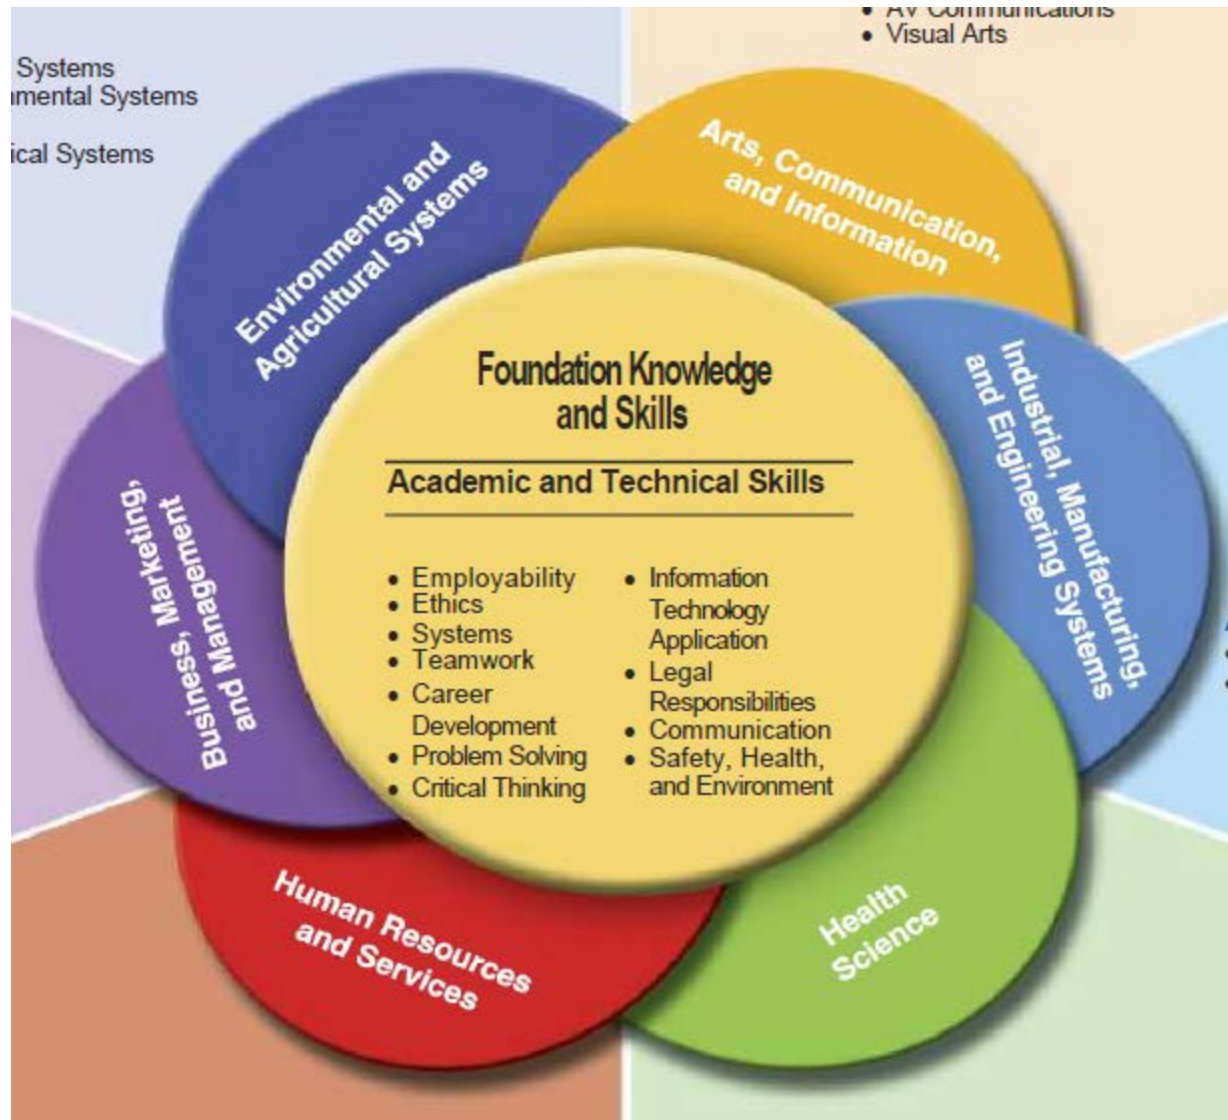 AV Communications
• Visual Arts
Systems
mental Systems
ical Systems
Environmental and
Agricultural Systems
Arts, Communication,
and Information
Industrial, Manufacturing,
and Engineering Systems
Business, Marketing,
and Management
Foundation Knowledge
and Skills
Academic and Technical Skills
• Employability
• Ethics
• Systems
• Teamwork
• Career
Development
• Problem Solving
• Critical Thinking
• Information
Technology
Application
• Legal
Responsibilities
• Communication
• Safety, Health,
and Environment
Human Resources
and Services
Health
Science